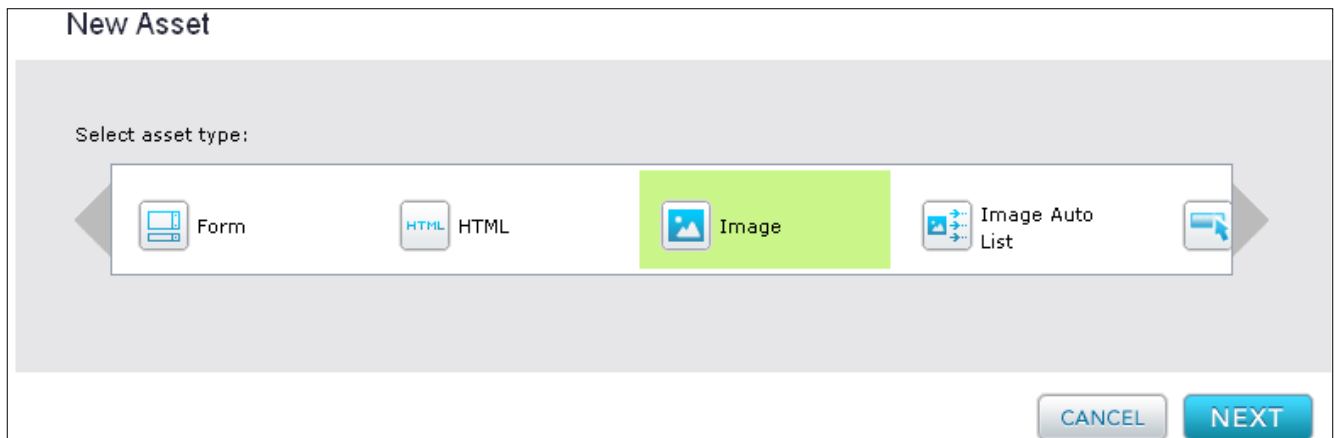 New Asset
Select asset type:
Form
HTML HTML
Image
Image Auto
List
CANCEL NEXT